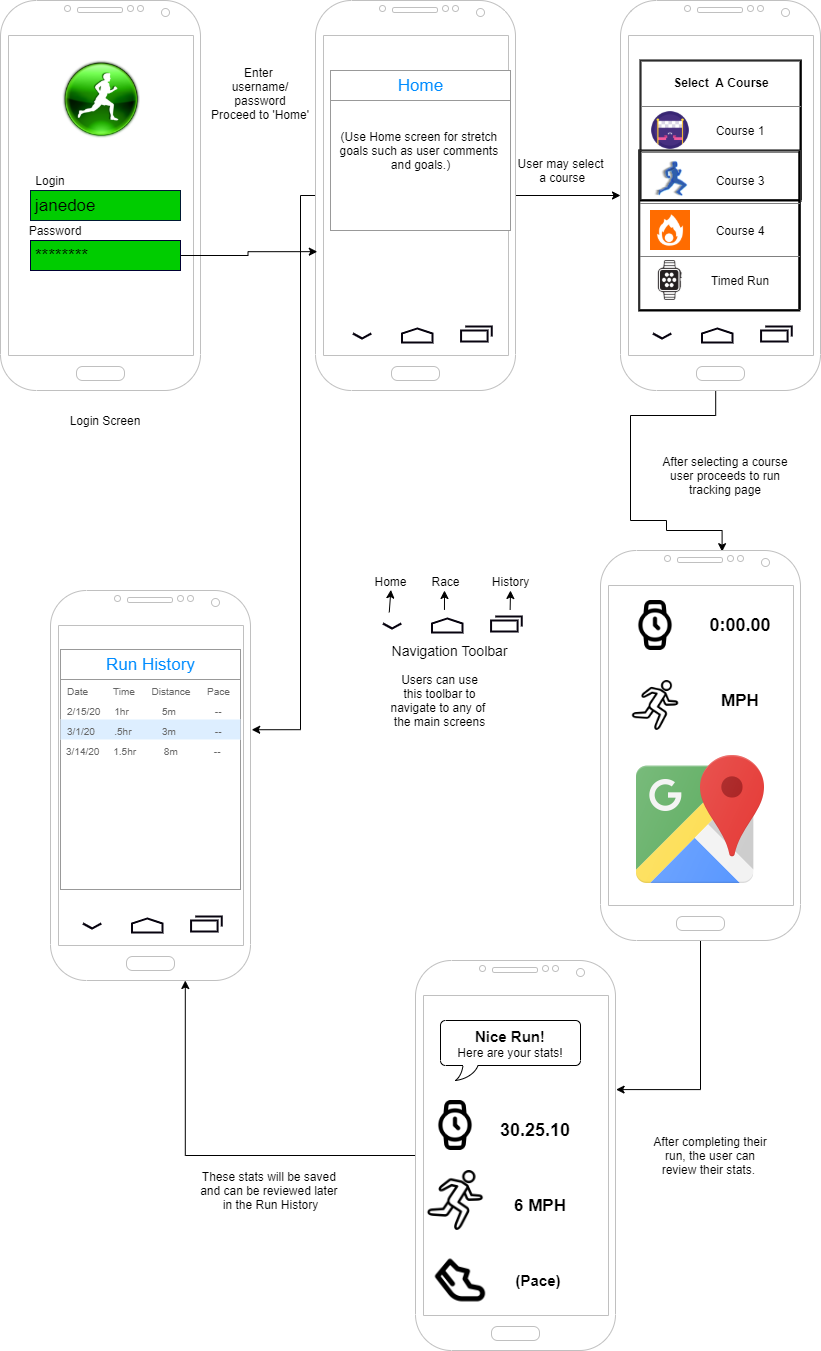 Login
janedoe
Password
********
Login Screen
Enter
username/
password
Proceed to 'Home'
Home
(Use Home screen for stretch
goals such as user comments
and goals.)
User may select
a course
Select A Course
Course 1
Course 3
Course 4
Timed Run
After selecting a course
user proceeds to run
tracking page
Home Race History
Navigation Toolbar
Users can use
this toolbar to
navigate to any of
the main screens
Run History
Date Time Distance Pace
2/15/20 1hr 5m --
3/1/20 .5hr 3m --
3/14/20 1.5hr 8m --
0:00.00
MPH
G
Nice Run!
Here are your stats!
30.25.10
6 MPH
(Pace)
After completing their
run, the user can
review their stats.
These stats will be saved
and can be reviewed later
in the Run History